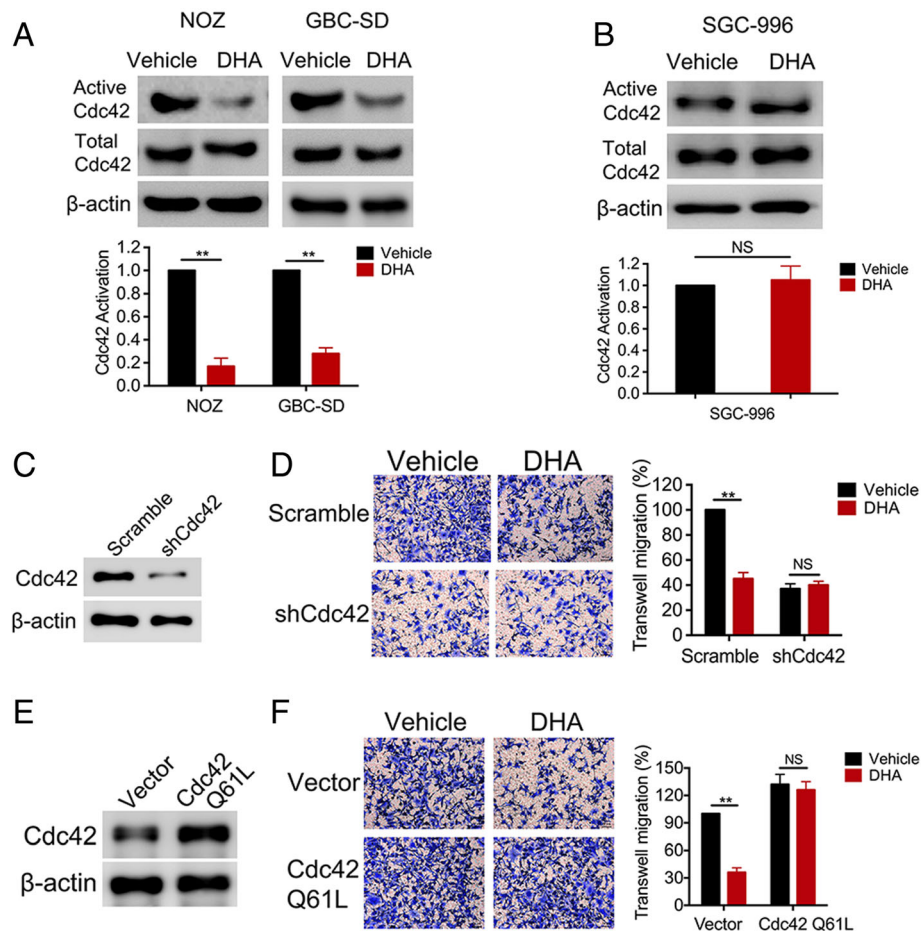 A
NOZ GBC-SD
Vehicle DHA Vehicle DHA
Active
Cdc42
Total
Cdc42
β-actin
Cdc42 Activation
1.2
1.0
0.8
0.6
0.4
0.2
0.0
** **
Vehicle
DHA
NOZ GBC-SD
B
SGC-996
Vehicle DHA
Active
Cdc42
Total
Cdc42
β-actin
Cdc42 Activation
1.2
1.0
0.8
0.6
0.4
0.2
0.0
NS
Vehicle
DHA
SGC-996
C
Scramble shCdc42
Cdc42
β-actin
D
Vehicle DHA
Scramble
shCdc42
Transwell migration (%)
120
100
80
60
40
20
0
** NS
Vehicle
DHA
Scramble shCdc42
E
Vector Cdc42
Q61L
Cdc42
β-actin
F
Vehicle DHA
Vector
Cdc42
Q61L
Transwell migration (%)
150
120
90
60
30
0
** NS
Vehicle
DHA
Vector Cdc42 Q61L